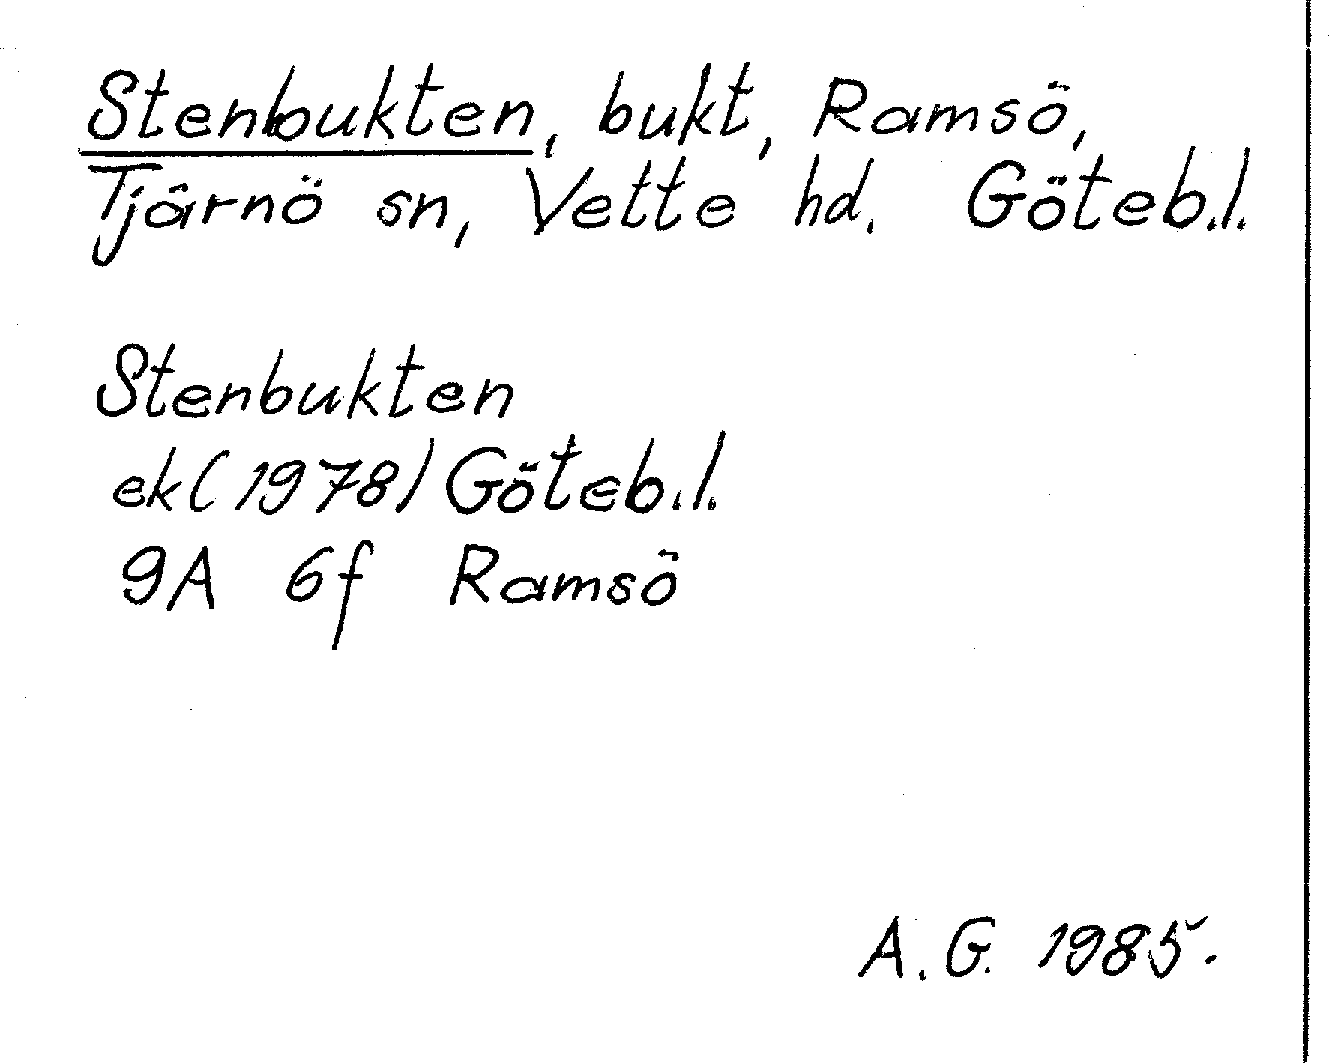 Stenbukten, bukt, Ramsö,
Tjärnö sn, Vette hd. Göteb.l.
Stenbukten
ek(1978) Göteb.l.
9A 6f Ramsö
A.G. 1985.